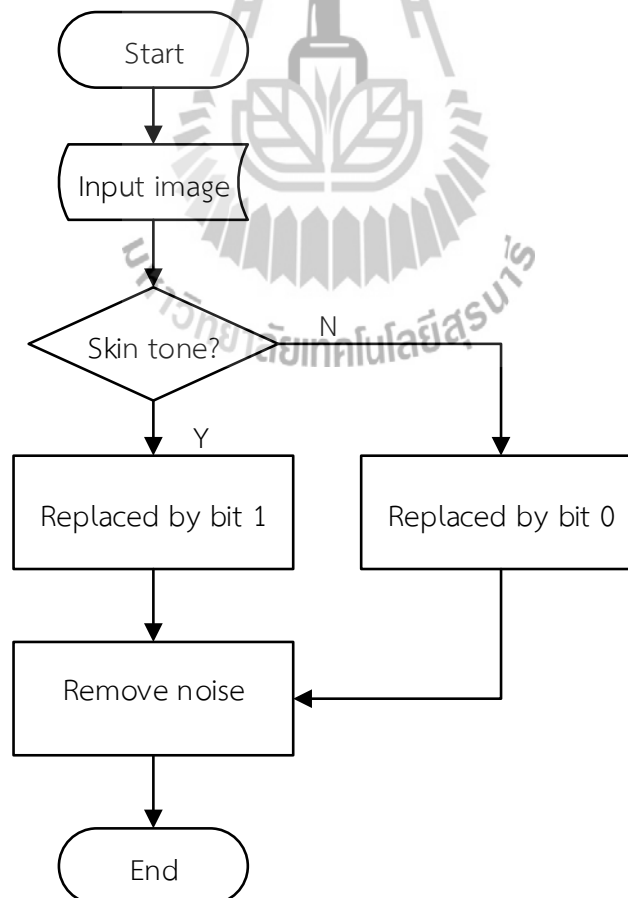 Start
Input image
มหาวิทยาลัยเทคโนโลยีสุรนารี
Skin tone?
N
Y
Replaced by bit 1
Replaced by bit 0
Remove noise
End